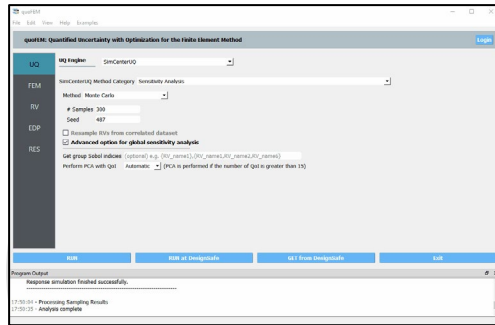 quoFEM
File Edit View Help Examples
quoFEM: Quantified Uncertainty with Optimization for the Finite Element Method
Login
UQ
FEM
RV
EDP
RES
UQ Engine SimCenterUQ
SimCenterUQ Method Category Sensitivity Analysis
Method Monte Carlo
# Samples 300
Seed 487
Resample RVs from correlated dataset
Advanced option for global sensitivity analysis
Get group Sobol indicies (optional) e.g. (RV_name1),(RV_name1,RV_name2,RV_name5)
Perform PCA with QoI Automatic (PCA is performed if the number of QoI is greater than 15)
RUN
RUN at DesignSafe
GET from DesignSafe
Exit
Program Output
Response simulation finished successfully.
17:50:04 - Processing Sampling Results
17:50:35 - Analysis complete